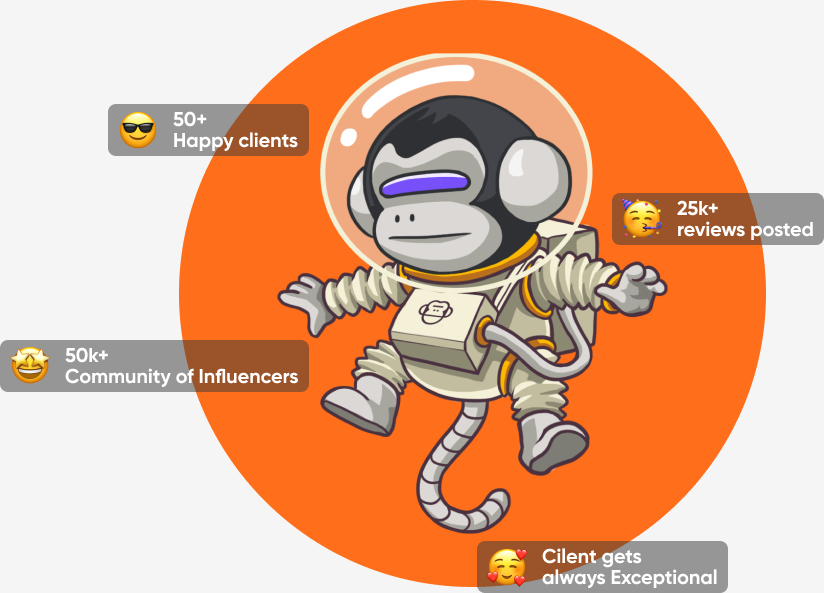 50+
Happy clients
25k+
reviews posted
50k+
Community of Influencers
Cilent gets
always Exceptional